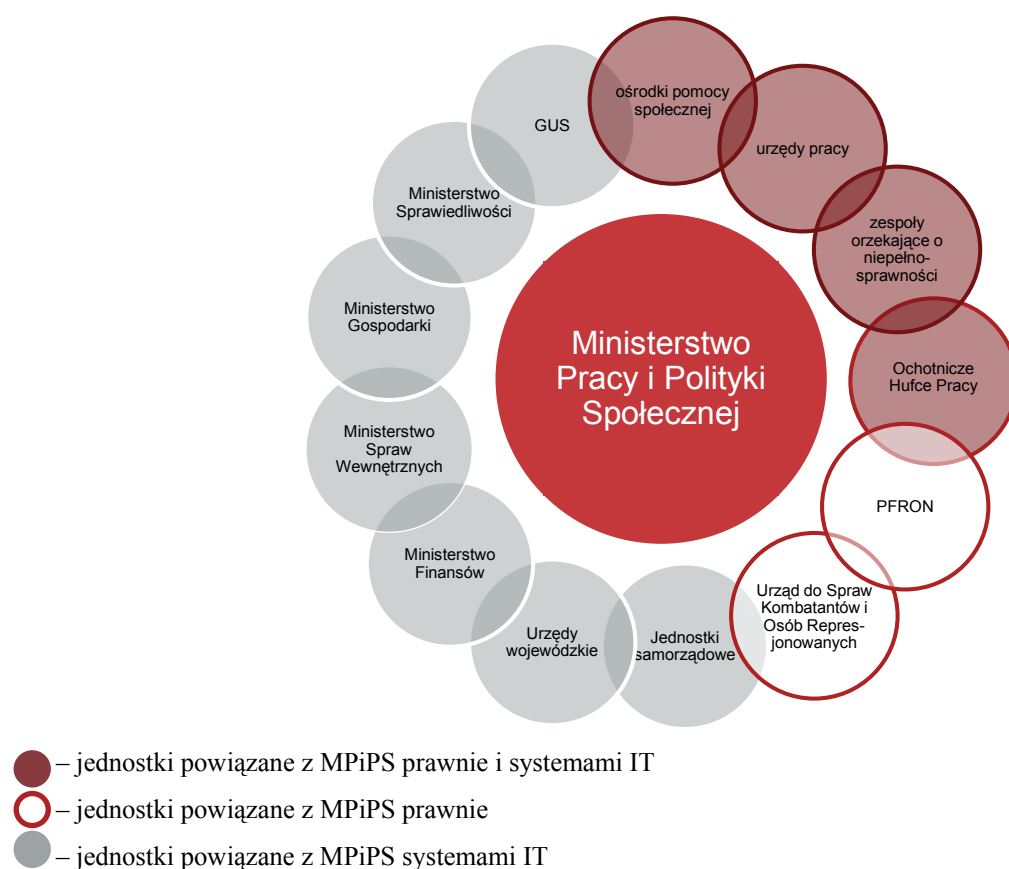 ośrodki pomocy
społecznej
urzędy pracy
zespoły
orzekające o
niepełno-
sprawności
Ochotnicze
Hufce Pracy
PFRON
Urząd do Spraw
Kombatantów i
Osób Repres-
jonowanych
Jednostki
samorządowe
Urzędy
wojewódzkie
Ministerstwo
Finansów
Ministerstwo
Spraw
Wewnętrznych
Ministerstwo
Gospodarki
Ministerstwo
Sprawiedliwości
GUS
Ministerstwo
Pracy i Polityki
Społecznej
– jednostki powiązane z MPiPS prawnie i systemami IT
– jednostki powiązane z MPiPS prawnie
– jednostki powiązane z MPiPS systemami IT